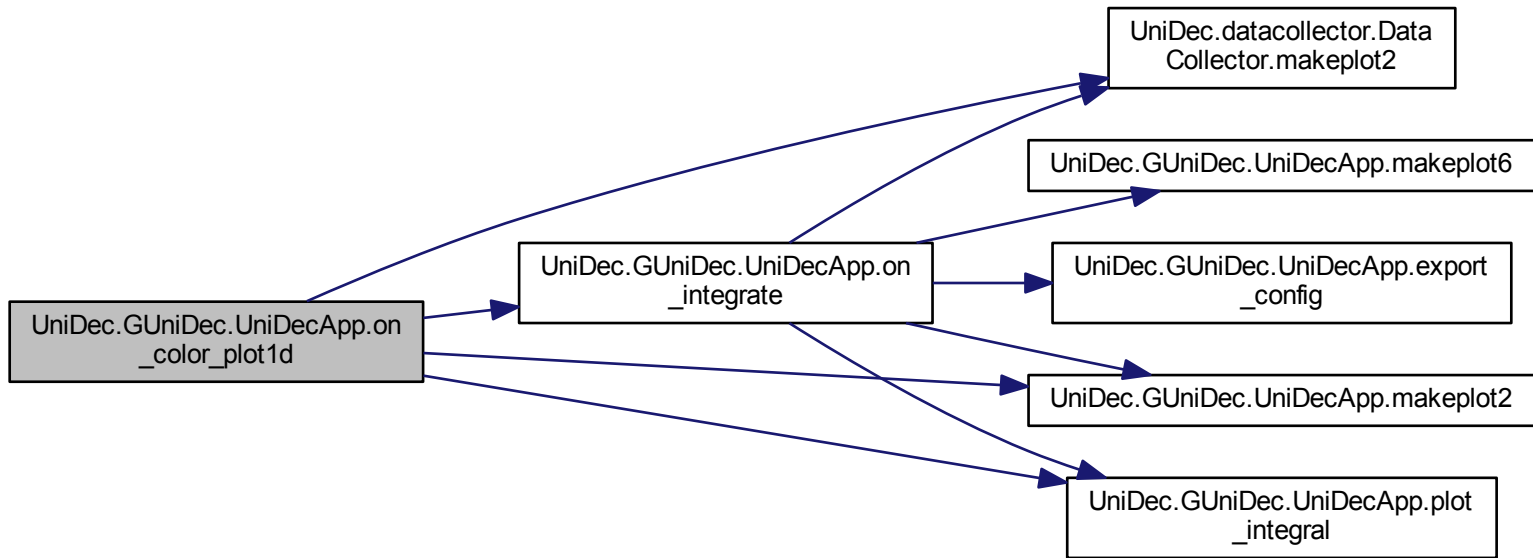 UniDec.GUniDec.UniDecApp.on
_color_plot1d
UniDec.GUniDec.UniDecApp.on
_integrate
UniDec.datacollector.Data
Collector.makeplot2
UniDec.GUniDec.UniDecApp.makeplot6
UniDec.GUniDec.UniDecApp.export
_config
UniDec.GUniDec.UniDecApp.makeplot2
UniDec.GUniDec.UniDecApp.plot
_integral